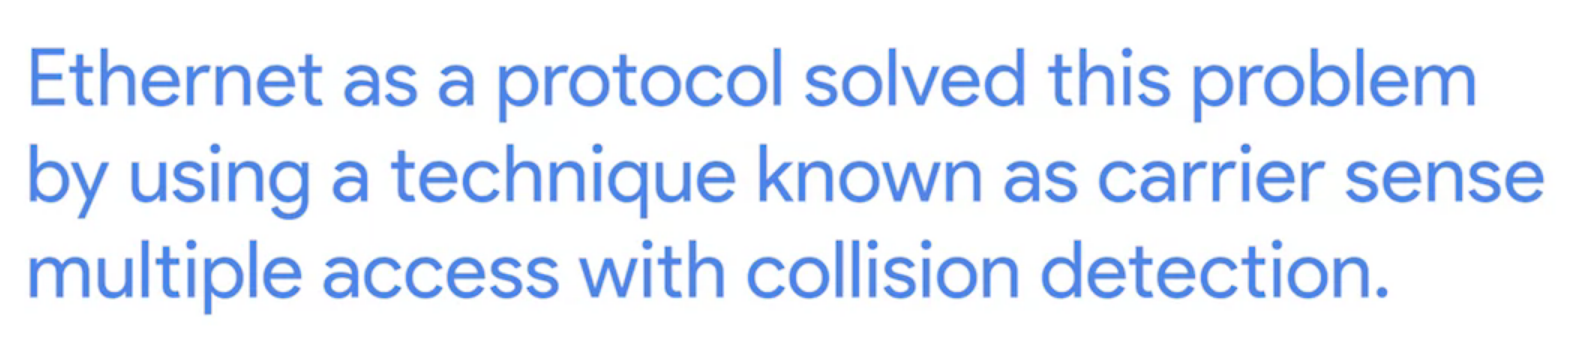 Ethernet as a protocol solved this problem
by using a technique known as carrier sense
multiple access with collision detection.